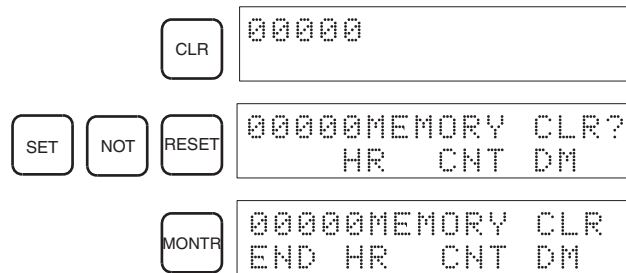 CLR
00000
SET NOT RESET
00000MEMORY CLR?
HR CNT DM
MONTR
00000MEMORY CLR
END HR CNT DM